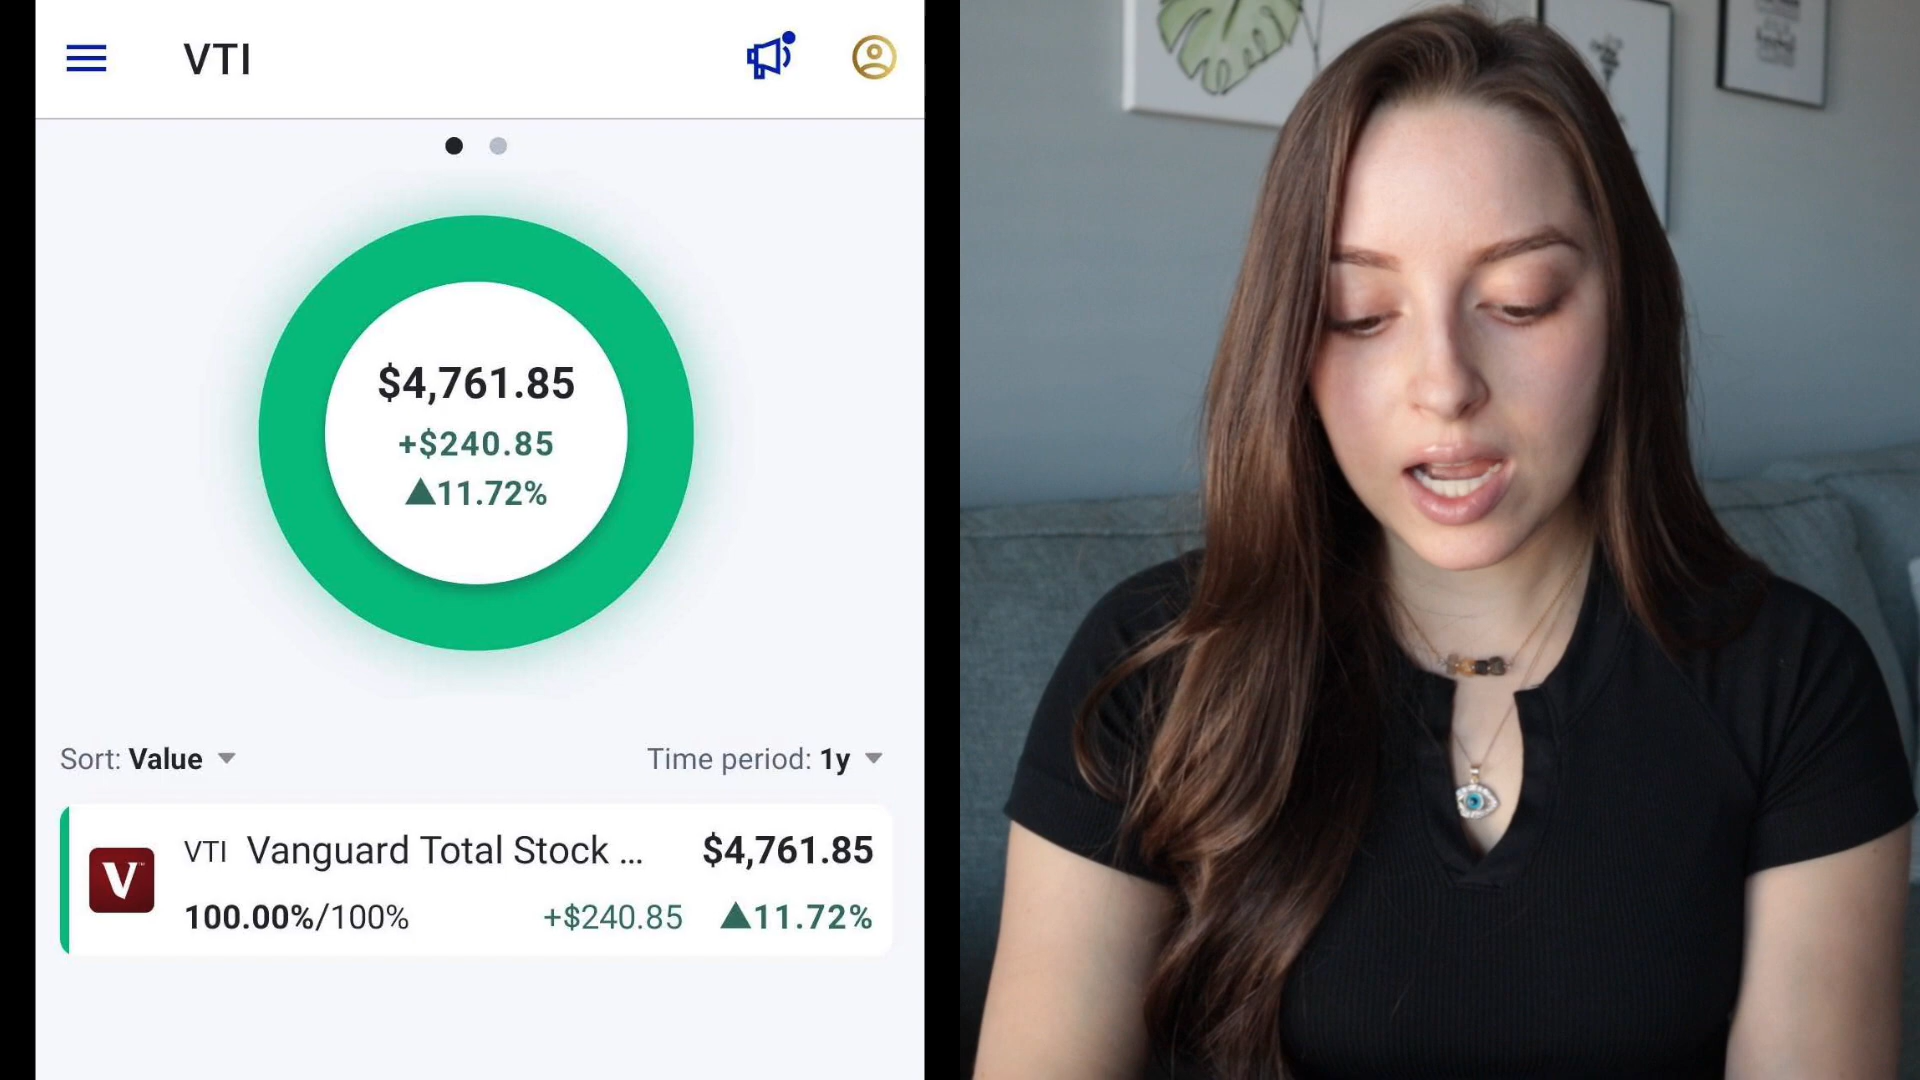 VTI
$4,761.85
+$240.85
▲11.72%
Sort: Value
Time period: 1y
V
VTI Vanguard Total Stock ... $4,761.85
100.00%/100% +$240.85 ▲11.72%